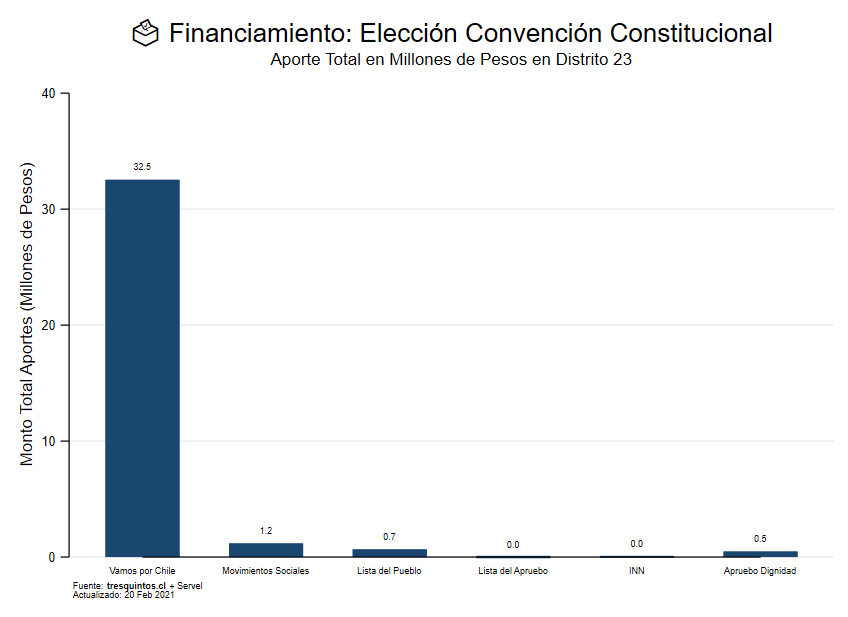 Financiamiento: Elección Convención Constitucional
Aporte Total en Millones de Pesos en Distrito 23
Monto Total Aportes (Millones de Pesos)
40
30
20
10
0
32.5
1.2
0.7
0.0
0.0
0.5
Vamos por Chile
Movimientos Sociales
Lista del Pueblo
Lista del Apruebo
INN
Apruebo Dignidad
Fuente: tresquintos.cl + Servel
Actualizado: 20 Feb 2021